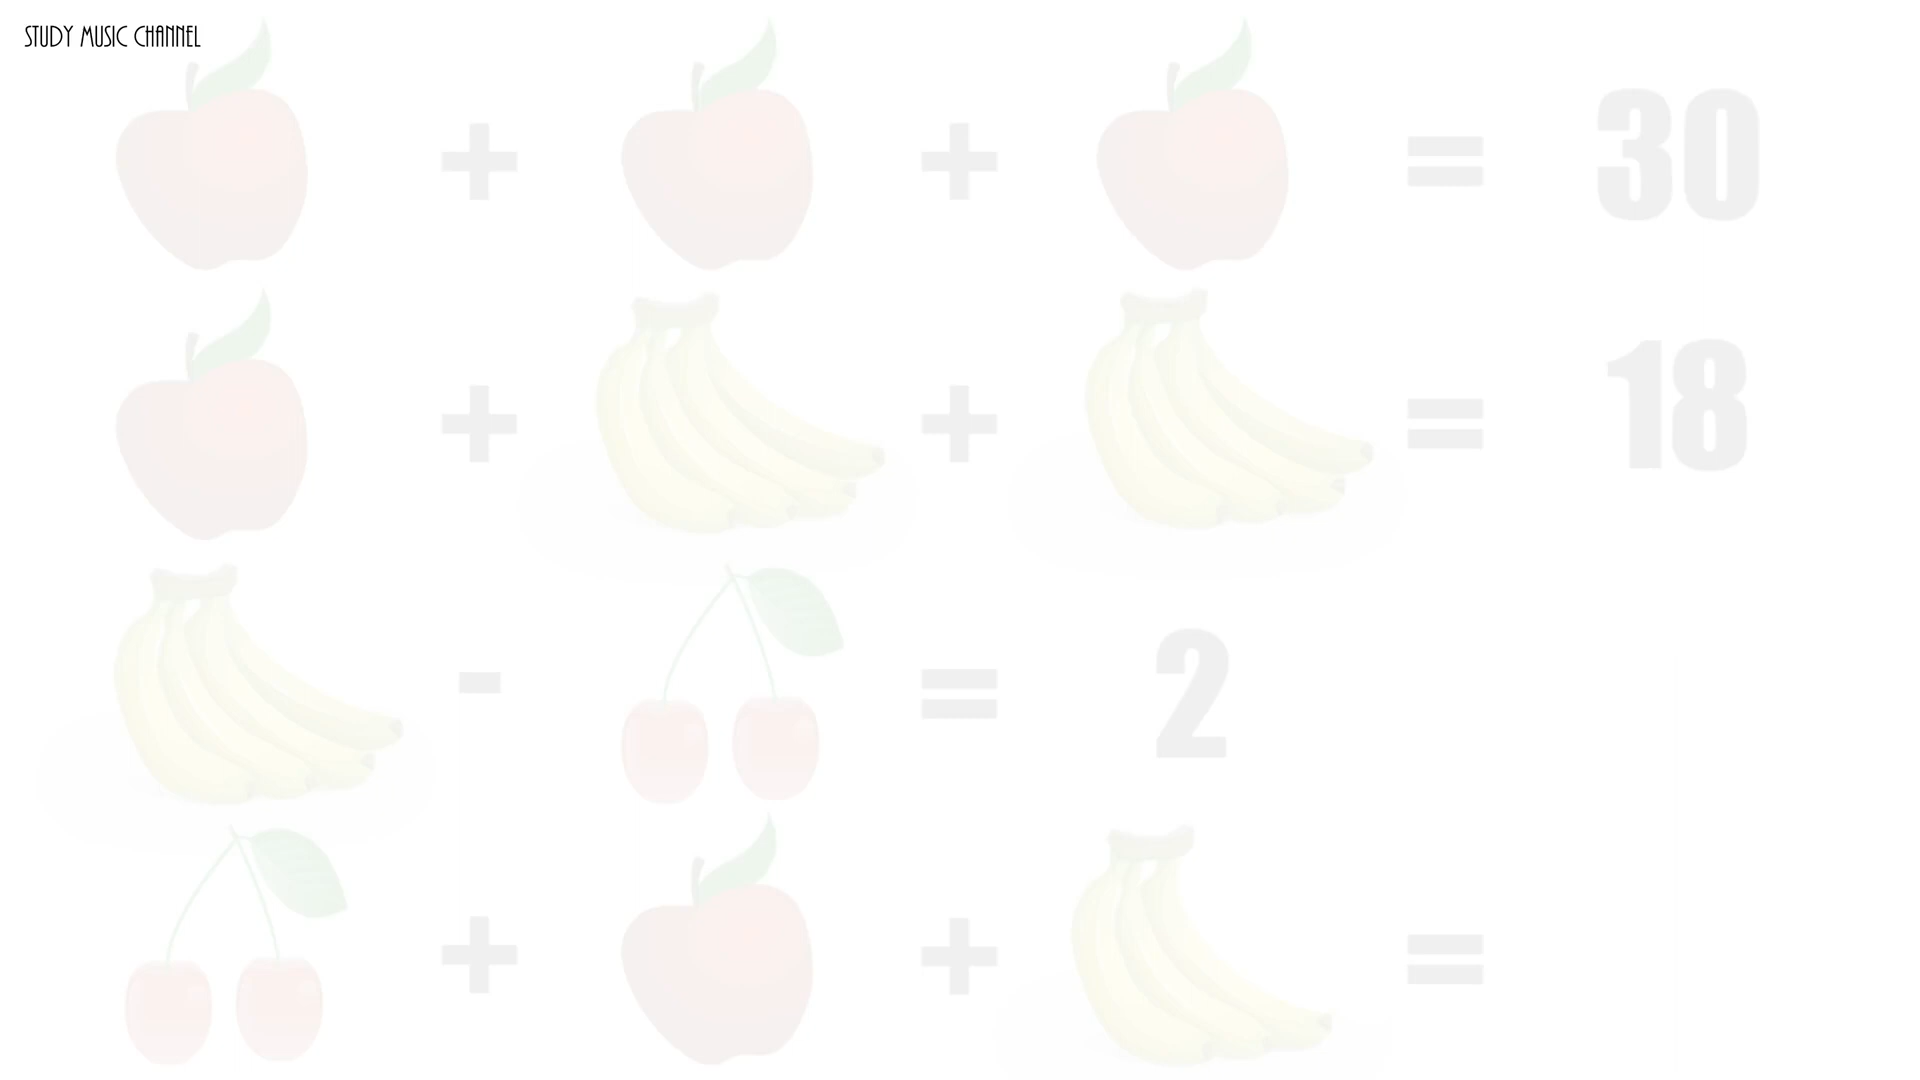 STUDY MUSIC CHANNEL
+ + = 30
+ + = 18
- = 2
+ + =